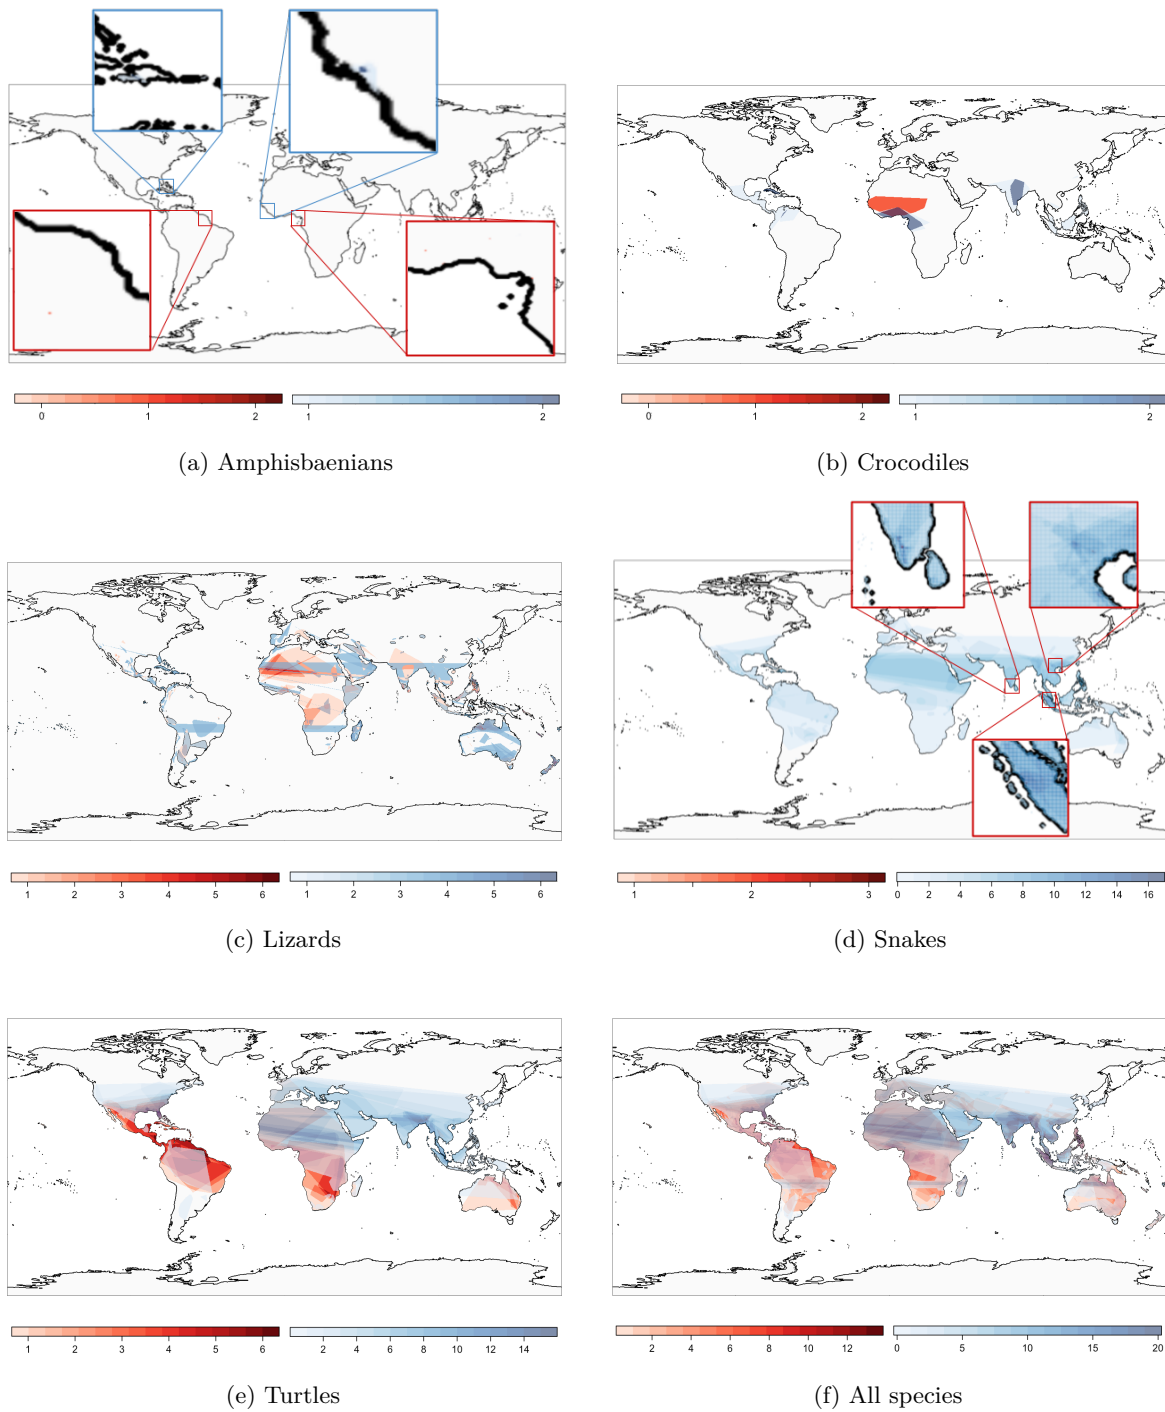 0 1 2 1 2
0 1 2 1 2
(a) Amphisbaenians
(b) Crocodiles
1 2 3 4 5 6 1 2 3 4 5 6
1 2 3 0 2 4 6 8 10 12 14 16
(c) Lizards
(d) Snakes
1 2 3 4 5 6 2 4 6 8 10 12 14
2 4 6 8 10 12 0 5 10 15 20
(e) Turtles
(f) All species